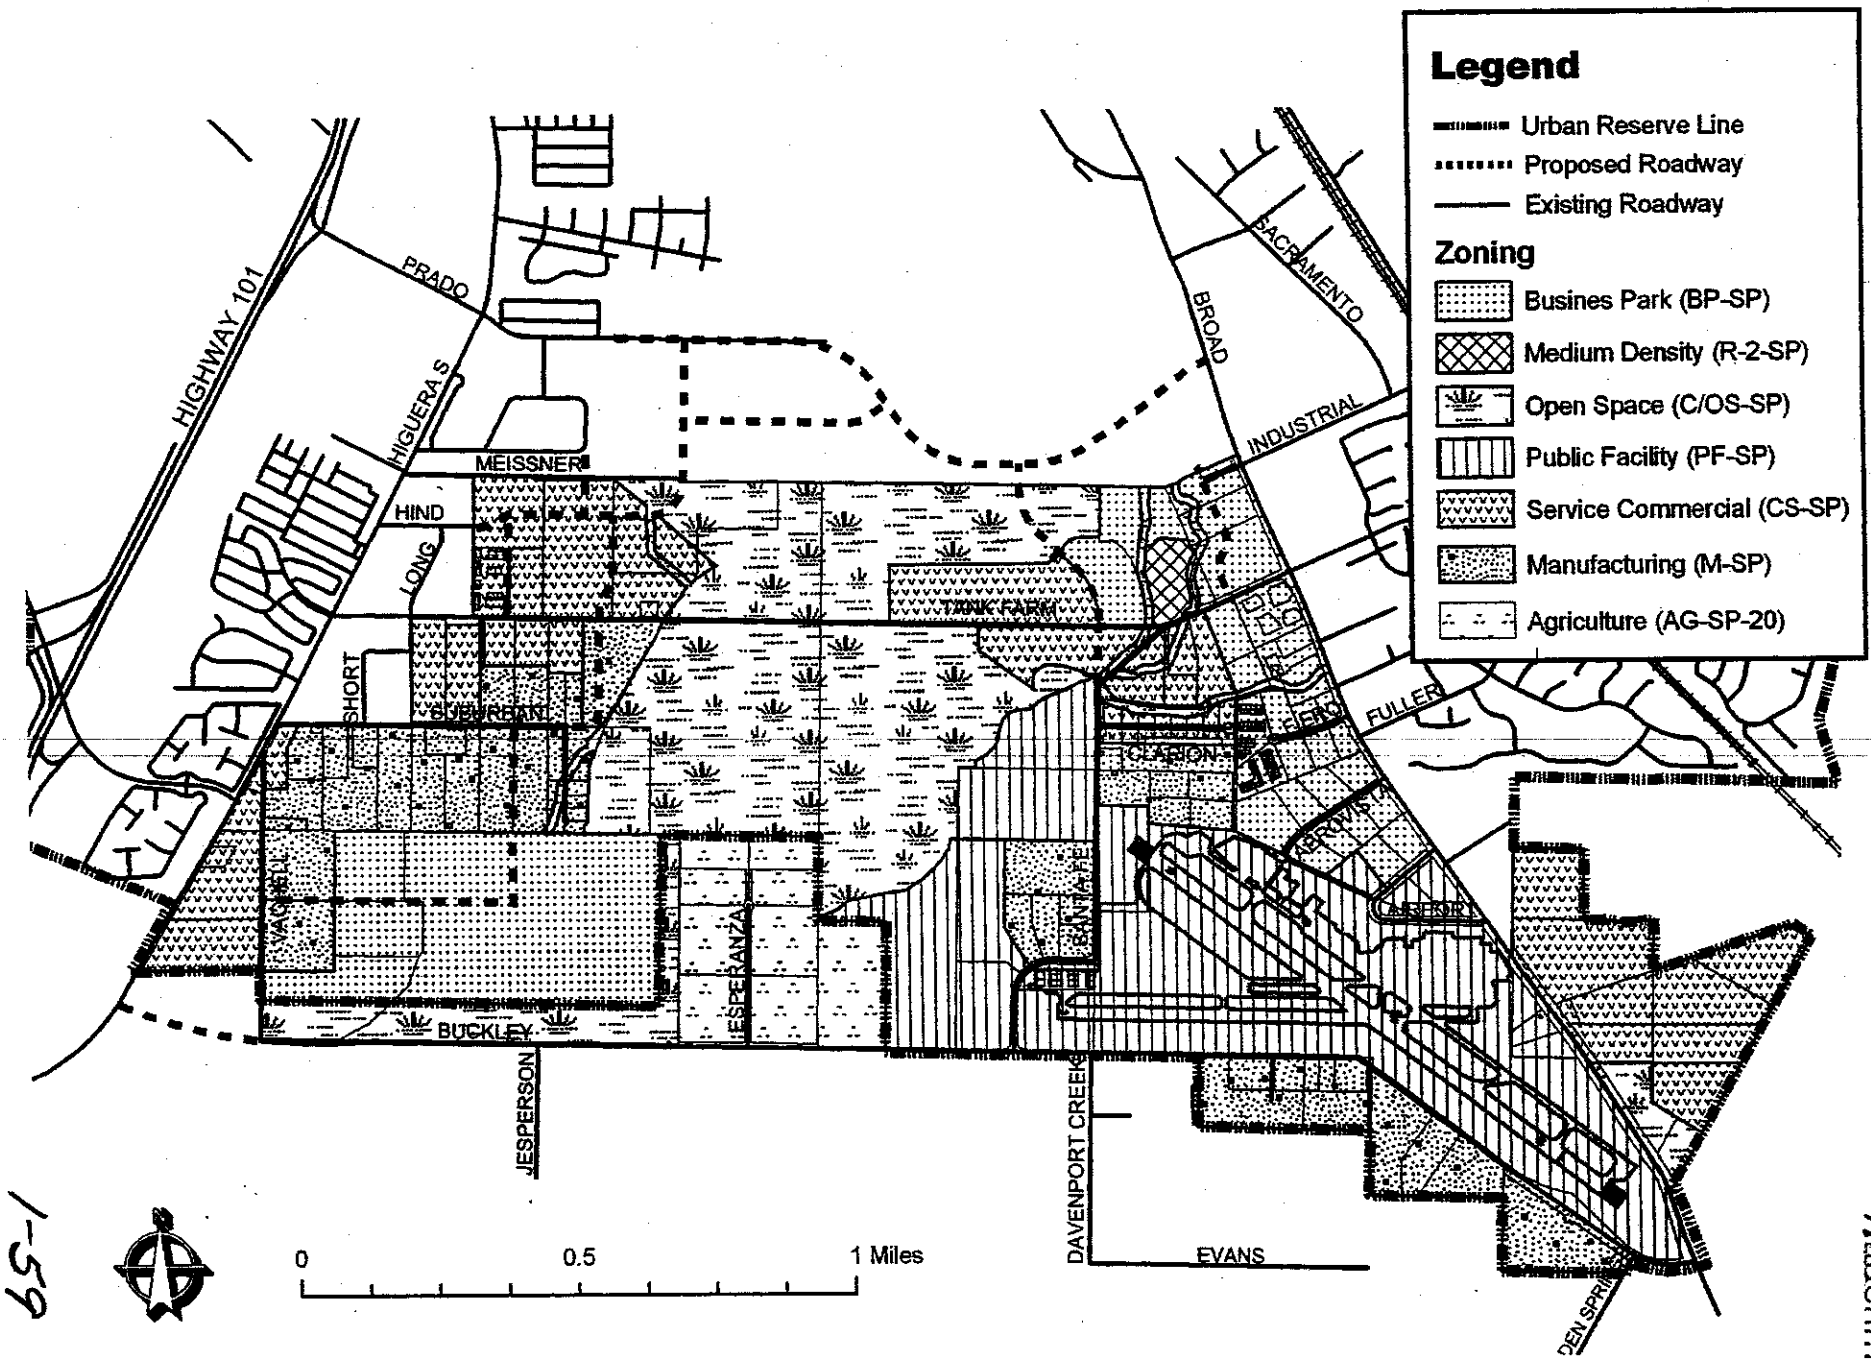 Legend
Urban Reserve Line
Proposed Roadway
Existing Roadway
Zoning
Busines Park (BP-SP)
Medium Density (R-2-SP)
Open Space (C/OS-SP)
Public Facility (PF-SP)
Service Commercial (CS-SP)
Manufacturing (M-SP)
Agriculture (AG-SP-20)
HIGHWAY 101
PRADO
HIGUERA S
BROAD
SACRAMENTO
INDUSTRIAL
MEISSNER
HIND
LONG
TANK FARM
SHORT
SUBURBAN
FULLER
CLARION
AEROVISTA
VACHELL
ESPERANZA
SANTA FE
AIRPORT
BUCKLEY
JESPERSON
DAVENPORT CREEK
EVANS
0 0.5 1 Miles
1-59